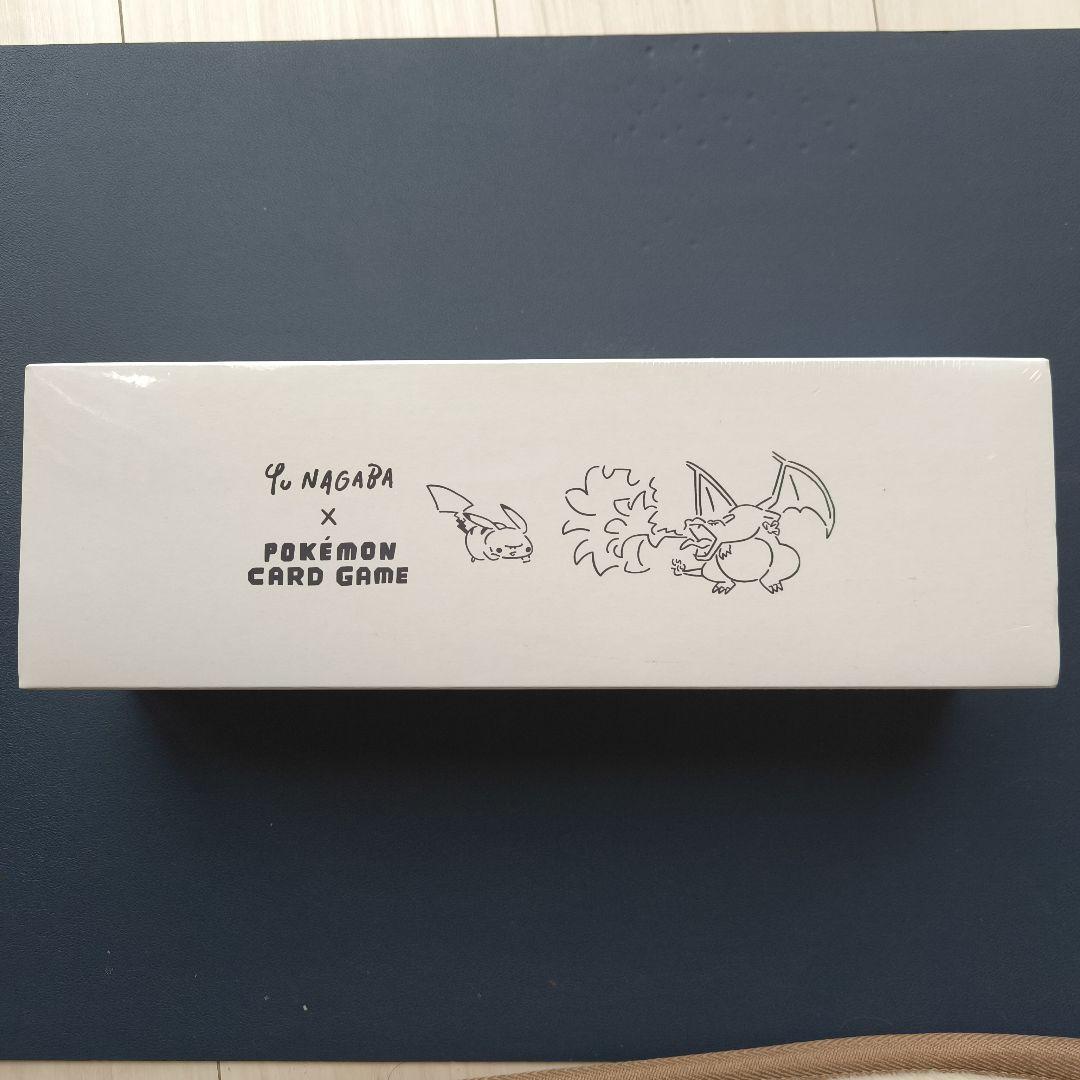 Yu NAGABA
×
POKÉMON
CARD GAME